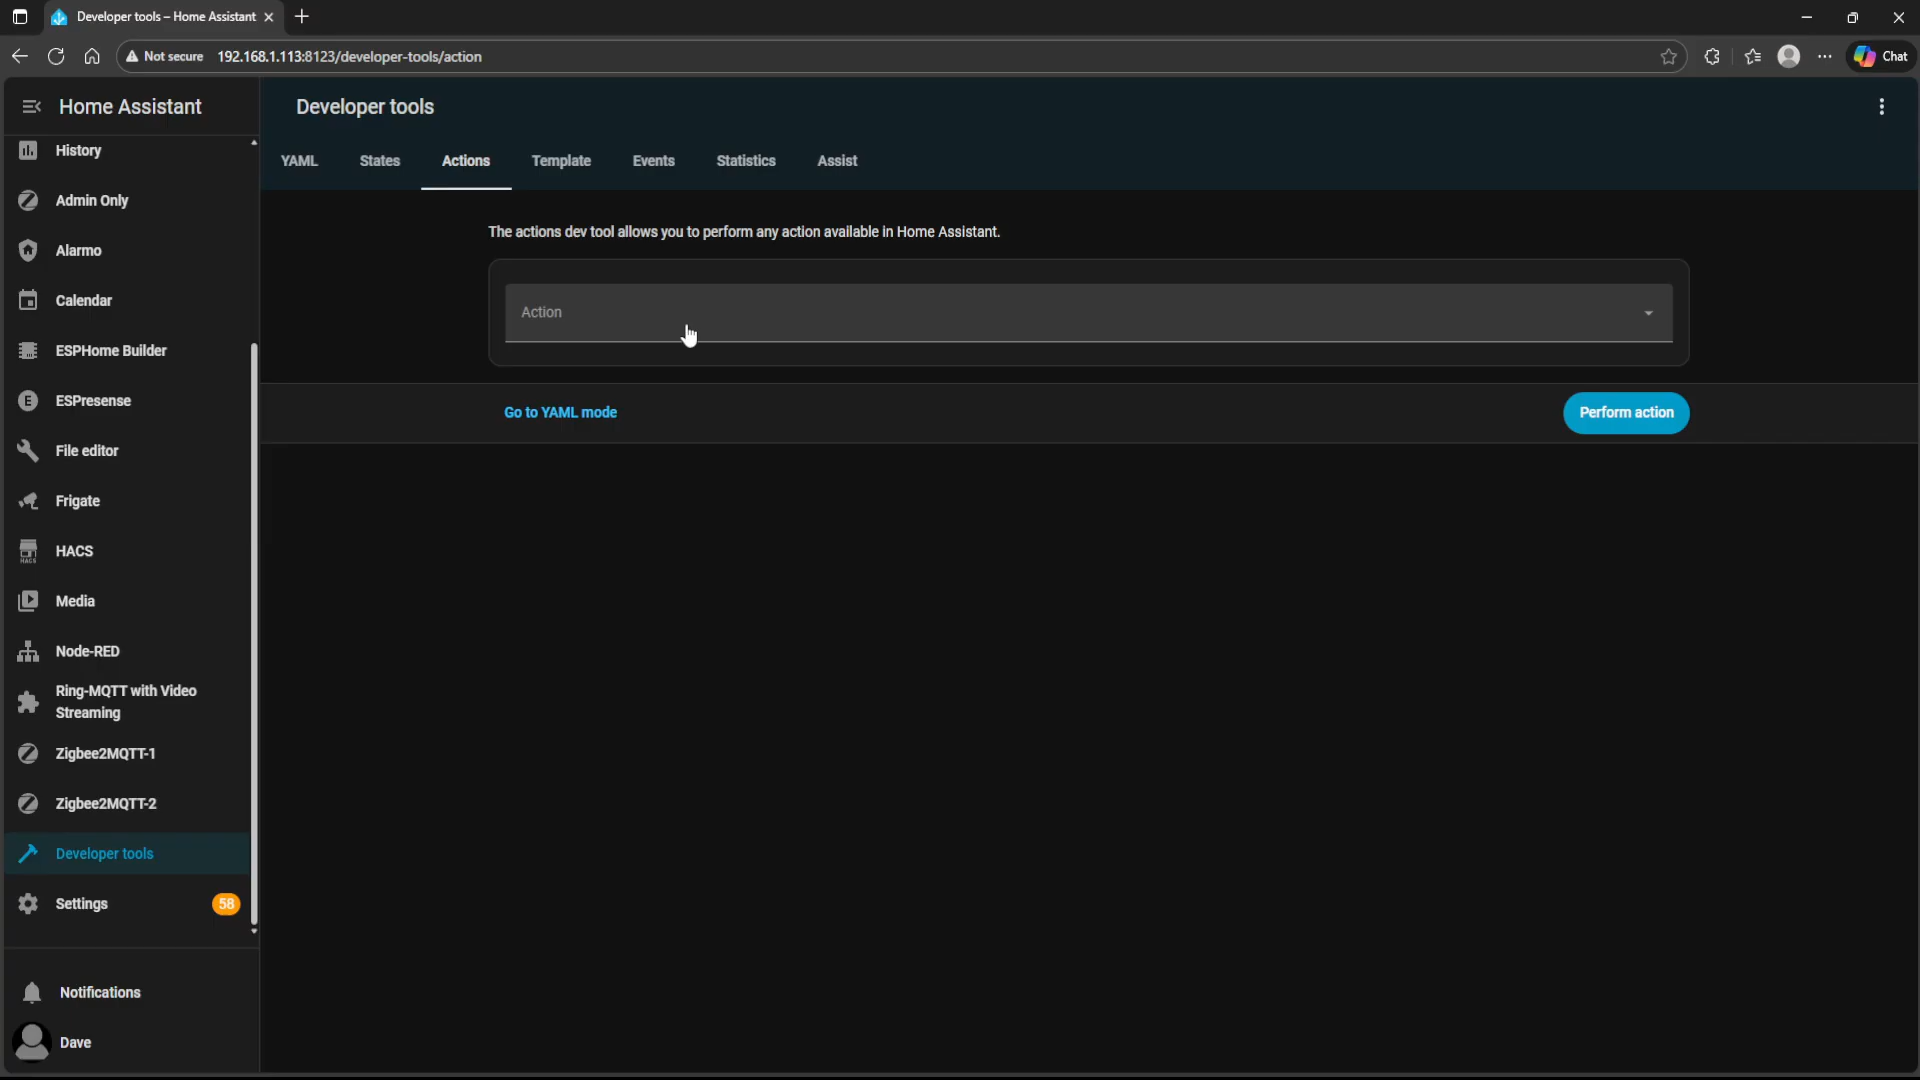 Developer tools – Home Assistant
Not secure 192.168.1.113:8123/developer-tools/action
Chat
Home Assistant
Developer tools
YAML States Actions Template Events Statistics Assist
History
Admin Only
Alarmo
Calendar
ESPHome Builder
E ESPresense
File editor
Frigate
HACS HACS
Media
Node-RED
Ring-MQTT with Video
Streaming
Zigbee2MQTT-1
Zigbee2MQTT-2
Developer tools
Settings 58
Notifications
Dave
The actions dev tool allows you to perform any action available in Home Assistant.
Action
Go to YAML mode
Perform action